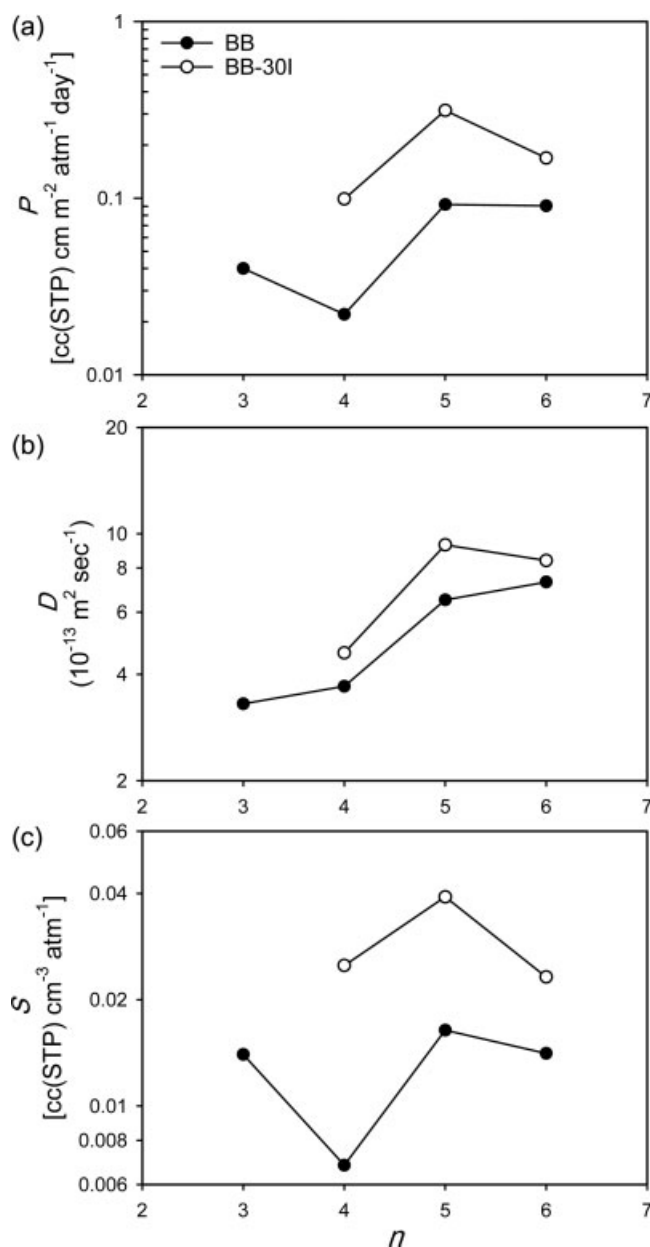 (a)
1
BB
BB-30I
0.1
0.01
P
[cc(STP) cm m⁻² atm⁻¹ day⁻¹]
2 3 4 5 6 7
(b)
20
10
8
6
4
2
D
(10⁻¹³ m² sec⁻¹)
2 3 4 5 6 7
(c)
0.06
0.04
0.02
0.01
0.008
0.006
S
[cc(STP) cm⁻³ atm⁻¹]
2 3 4 5 6 7
n